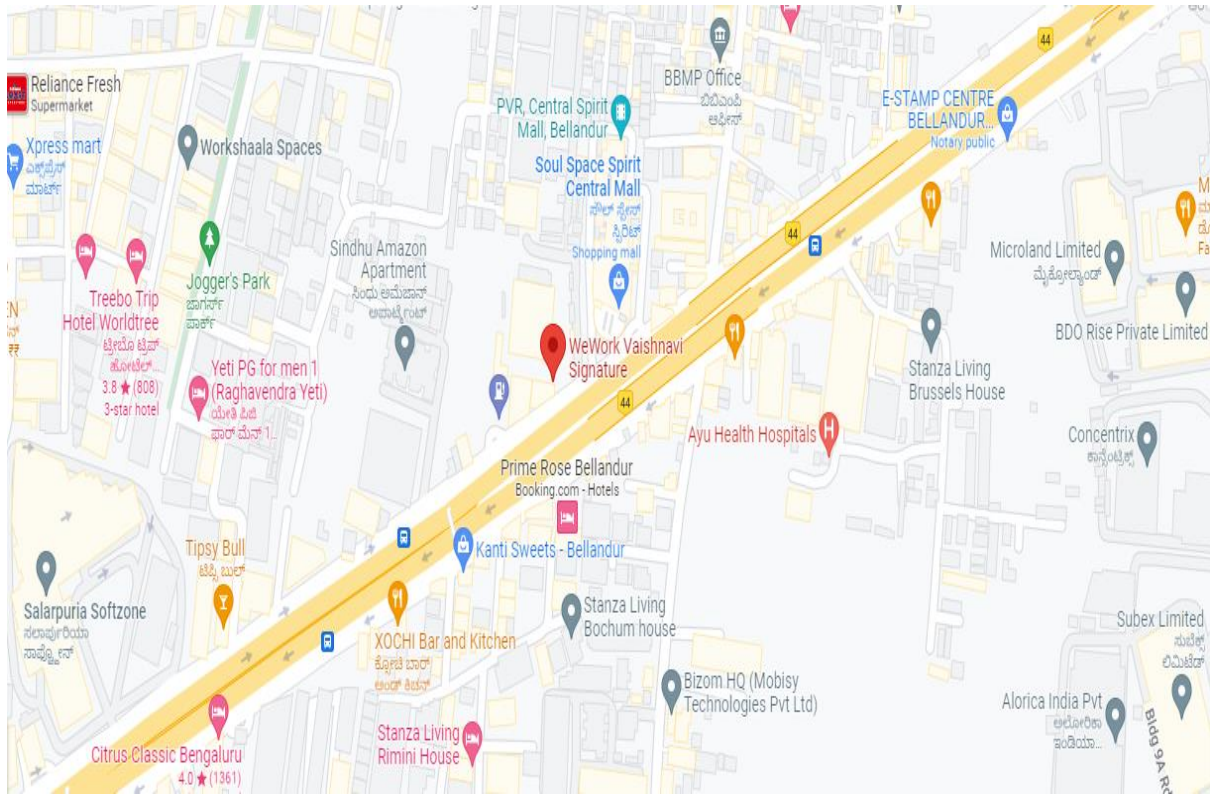 44
Reliance Fresh
Supermarket
BBMP Office
ಬಿಬಿಎಂಪಿ
ಆಫೀಸ್
E-STAMP CENTRE
BELLANDUR...
Notary public
PVR, Central Spirit
Mall, Bellandur
Xpress mart
ಎಕ್ಸ್‌ಪ್ರೆಸ್
ಮಾರ್ಟ್
Workshaala Spaces
Soul Space Spirit
Central Mall
ಸೌಲ್ ಸ್ಪೇಸ್
ಸ್ಪಿರಿಟ್
Shopping mall
44
Sindhu Amazon
Apartment
ಸಿಂಧು ಅಮೆಜಾನ್
ಅಪಾರ್ಟ್ಮೆಂಟ್
Microland Limited
ಮೈಕ್ರೋಲ್ಯಾಂಡ್
Jogger's Park
ಜಾಗರ್ಸ್
ಪಾರ್ಕ್
Treebo Trip
Hotel Worldtree
ಟ್ರೀಬೊ ಟ್ರಿಪ್
ಹೋಟೆಲ್...
3.8 ★ (808)
3-star hotel
BDO Rise Private Limited
WeWork Vaishnavi
Signature
Yeti PG for men 1
(Raghavendra Yeti)
ಯೇತಿ ಪಿಜಿ
ಫಾರ್ ಮೆನ್ 1...
Stanza Living
Brussels House
44
Ayu Health Hospitals
H
Concentrix
ಕಾನ್ಸೆಂಟ್ರಿಕ್ಸ್
Prime Rose Bellandur
Booking.com - Hotels
Tipsy Bull
ಟಿಪ್ಸಿ ಬುಲ್
Kanti Sweets - Bellandur
Salarpuria Softzone
ಸಲಾರ್ಪುರಿಯಾ
Stanza Living
Bochum house
XOCHI Bar and Kitchen
ಕ್ಸೋಚಿ ಬಾರ್
ಅಂಡ್ ಕಿಚನ್
Subex Limited
ಸುಬೆಕ್ಸ್
ಲಿಮಿಟೆಡ್
Bizom HQ (Mobisy
Technologies Pvt Ltd)
Alorica India Pvt
ಅಲೋರಿಕಾ
ಇಂಡಿಯಾ...
Citrus Classic Bengaluru
4.0 ★ (1361)
Stanza Living
Rimini House
Bldg 9A Rd